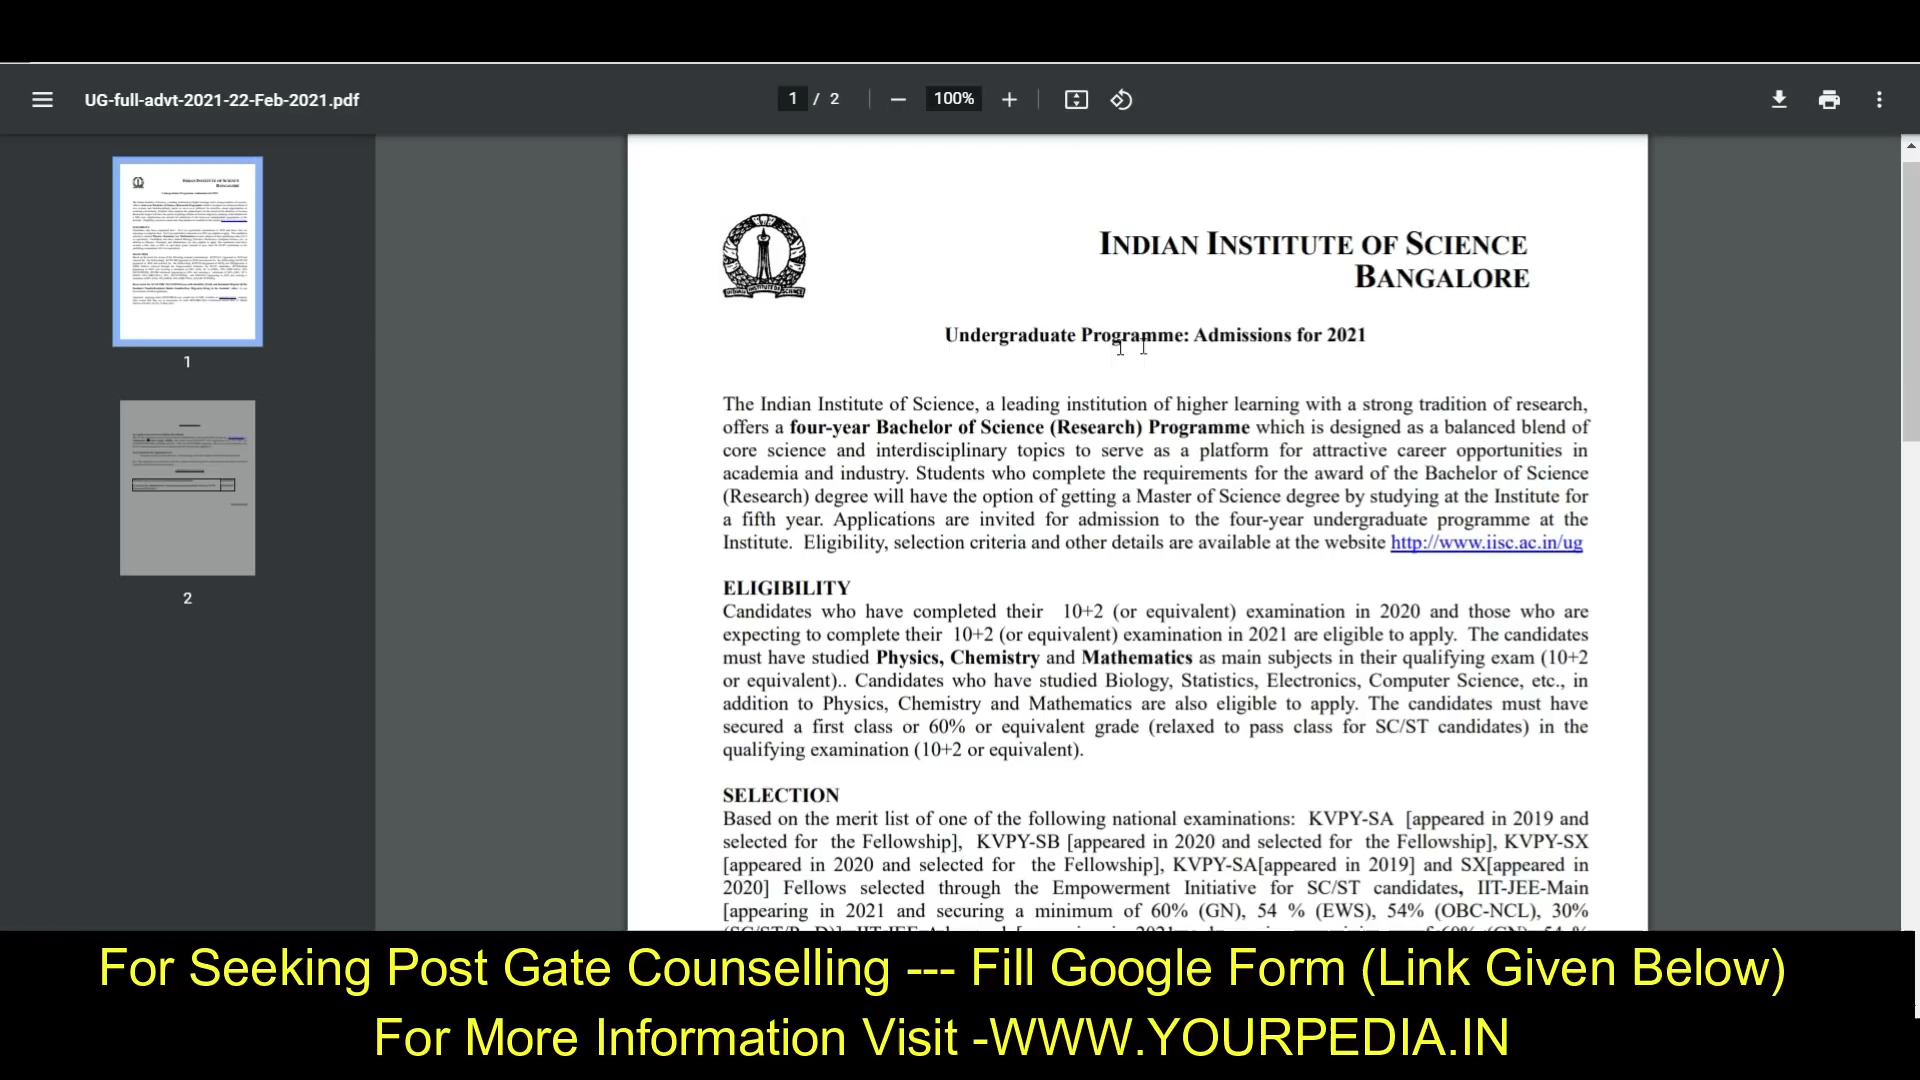 UG-full-advt-2021-22-Feb-2021.pdf
1 / 2
100%
1
2
INDIAN INSTITUTE OF SCIENCE
BANGALORE
Undergraduate Programme: Admissions for 2021
The Indian Institute of Science, a leading institution of higher learning with a strong tradition of research,
offers a four-year Bachelor of Science (Research) Programme which is designed as a balanced blend of
core science and interdisciplinary topics to serve as a platform for attractive career opportunities in
academia and industry. Students who complete the requirements for the award of the Bachelor of Science
(Research) degree will have the option of getting a Master of Science degree by studying at the Institute for
a fifth year. Applications are invited for admission to the four-year undergraduate programme at the
Institute. Eligibility, selection criteria and other details are available at the website http://www.iisc.ac.in/ug
ELIGIBILITY
Candidates who have completed their 10+2 (or equivalent) examination in 2020 and those who are
expecting to complete their 10+2 (or equivalent) examination in 2021 are eligible to apply. The candidates
must have studied Physics, Chemistry and Mathematics as main subjects in their qualifying exam (10+2
or equivalent).. Candidates who have studied Biology, Statistics, Electronics, Computer Science, etc., in
addition to Physics, Chemistry and Mathematics are also eligible to apply. The candidates must have
secured a first class or 60% or equivalent grade (relaxed to pass class for SC/ST candidates) in the
qualifying examination (10+2 or equivalent).
SELECTION
Based on the merit list of one of the following national examinations: KVPY-SA [appeared in 2019 and
selected for the Fellowship], KVPY-SB [appeared in 2020 and selected for the Fellowship], KVPY-SX
[appeared in 2020 and selected for the Fellowship], KVPY-SA[appeared in 2019] and SX[appeared in
2020] Fellows selected through the Empowerment Initiative for SC/ST candidates, IIT-JEE-Main
[appearing in 2021 and securing a minimum of 60% (GN), 54 % (EWS), 54% (OBC-NCL), 30%
For Seeking Post Gate Counselling --- Fill Google Form (Link Given Below)
For More Information Visit -WWW.YOURPEDIA.IN